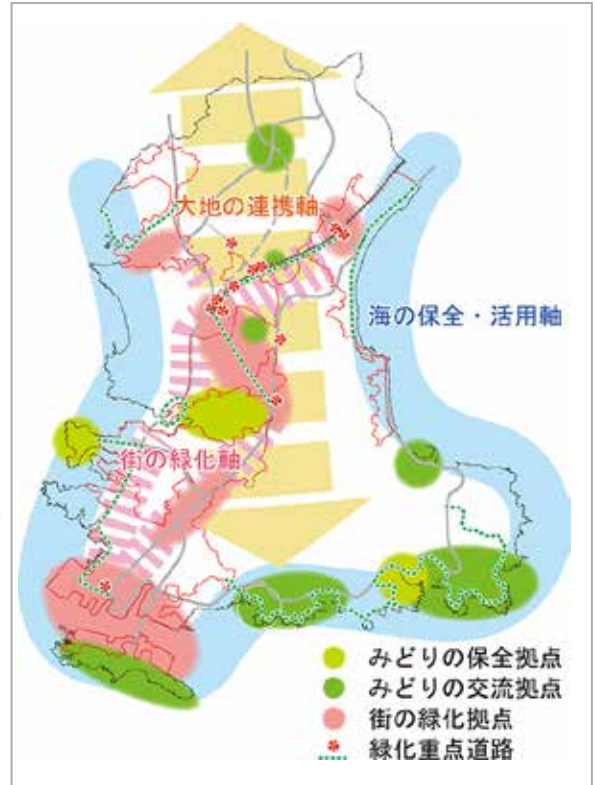 大地の連携軸
海の保全・活用軸
街の緑化軸
みどりの保全拠点
みどりの交流拠点
街の緑化拠点
緑化重点道路